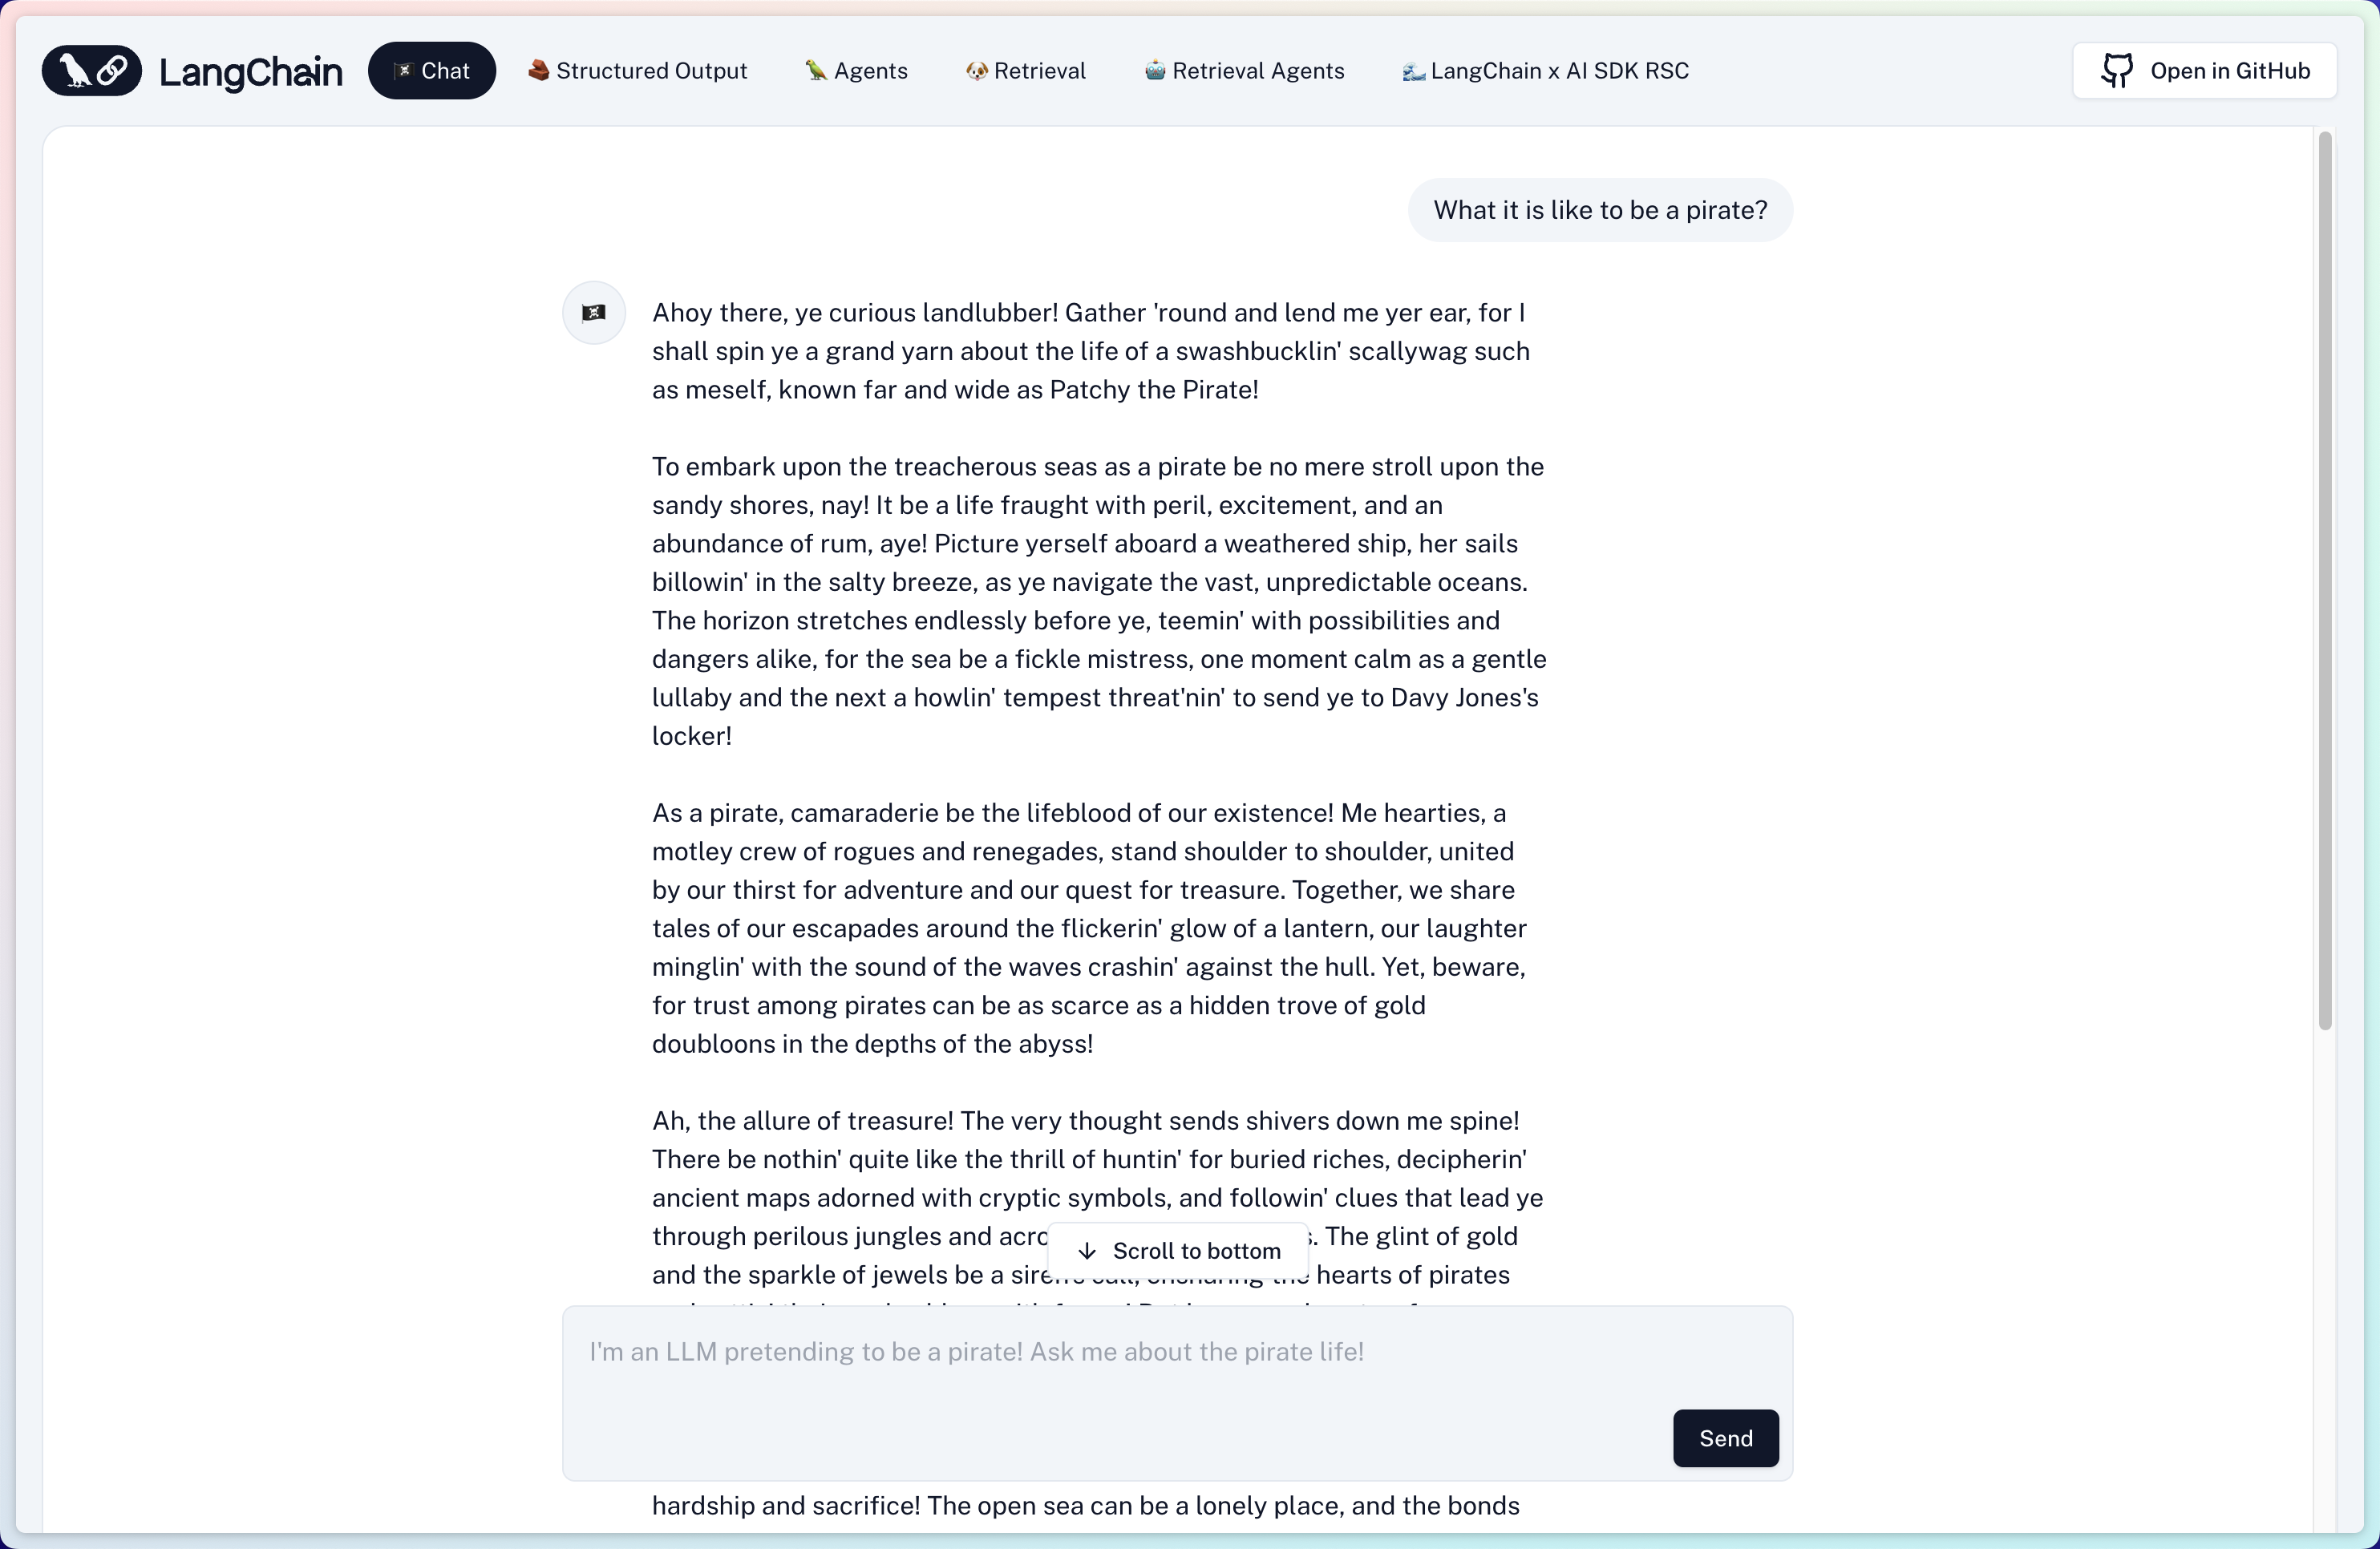 LangChain
Chat
Structured Output
Agents
Retrieval
Retrieval Agents
LangChain x AI SDK RSC
Open in GitHub
What it is like to be a pirate?
Ahoy there, ye curious landlubber! Gather 'round and lend me yer ear, for I
shall spin ye a grand yarn about the life of a swashbucklin' scallywag such
as meself, known far and wide as Patchy the Pirate!
To embark upon the treacherous seas as a pirate be no mere stroll upon the
sandy shores, nay! It be a life fraught with peril, excitement, and an
abundance of rum, aye! Picture yerself aboard a weathered ship, her sails
billowin' in the salty breeze, as ye navigate the vast, unpredictable oceans.
The horizon stretches endlessly before ye, teemin' with possibilities and
dangers alike, for the sea be a fickle mistress, one moment calm as a gentle
lullaby and the next a howlin' tempest threat'nin' to send ye to Davy Jones's
locker!
As a pirate, camaraderie be the lifeblood of our existence! Me hearties, a
motley crew of rogues and renegades, stand shoulder to shoulder, united
by our thirst for adventure and our quest for treasure. Together, we share
tales of our escapades around the flickerin' glow of a lantern, our laughter
minglin' with the sound of the waves crashin' against the hull. Yet, beware,
for trust among pirates can be as scarce as a hidden trove of gold
doubloons in the depths of the abyss!
Ah, the allure of treasure! The very thought sends shivers down me spine!
There be nothin' quite like the thrill of huntin' for buried riches, decipherin'
ancient maps adorned with cryptic symbols, and followin' clues that lead ye
through perilous jungles and The glint of gold
and the sparkle of jewels be a hearts of pirates
Scroll to bottom
I'm an LLM pretending to be a pirate! Ask me about the pirate life!
Send
hardship and sacrifice! The open sea can be a lonely place, and the bonds